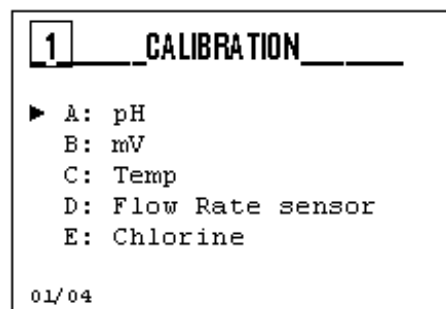 1 CALIBRATION
▶ A: pH
B: mV
C: Temp
D: Flow Rate sensor
E: Chlorine
01/04